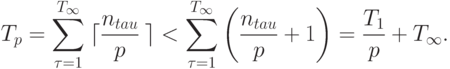 T_p = \sum_{\tau=1}^{T_\infty} \lceil \frac{n_{tau}}{p} \rceil < \sum_{\tau=1}^{T_\infty} \left( \frac{n_{tau}}{p} + 1 \right) = \frac{T_1}{p} + T_\infty.